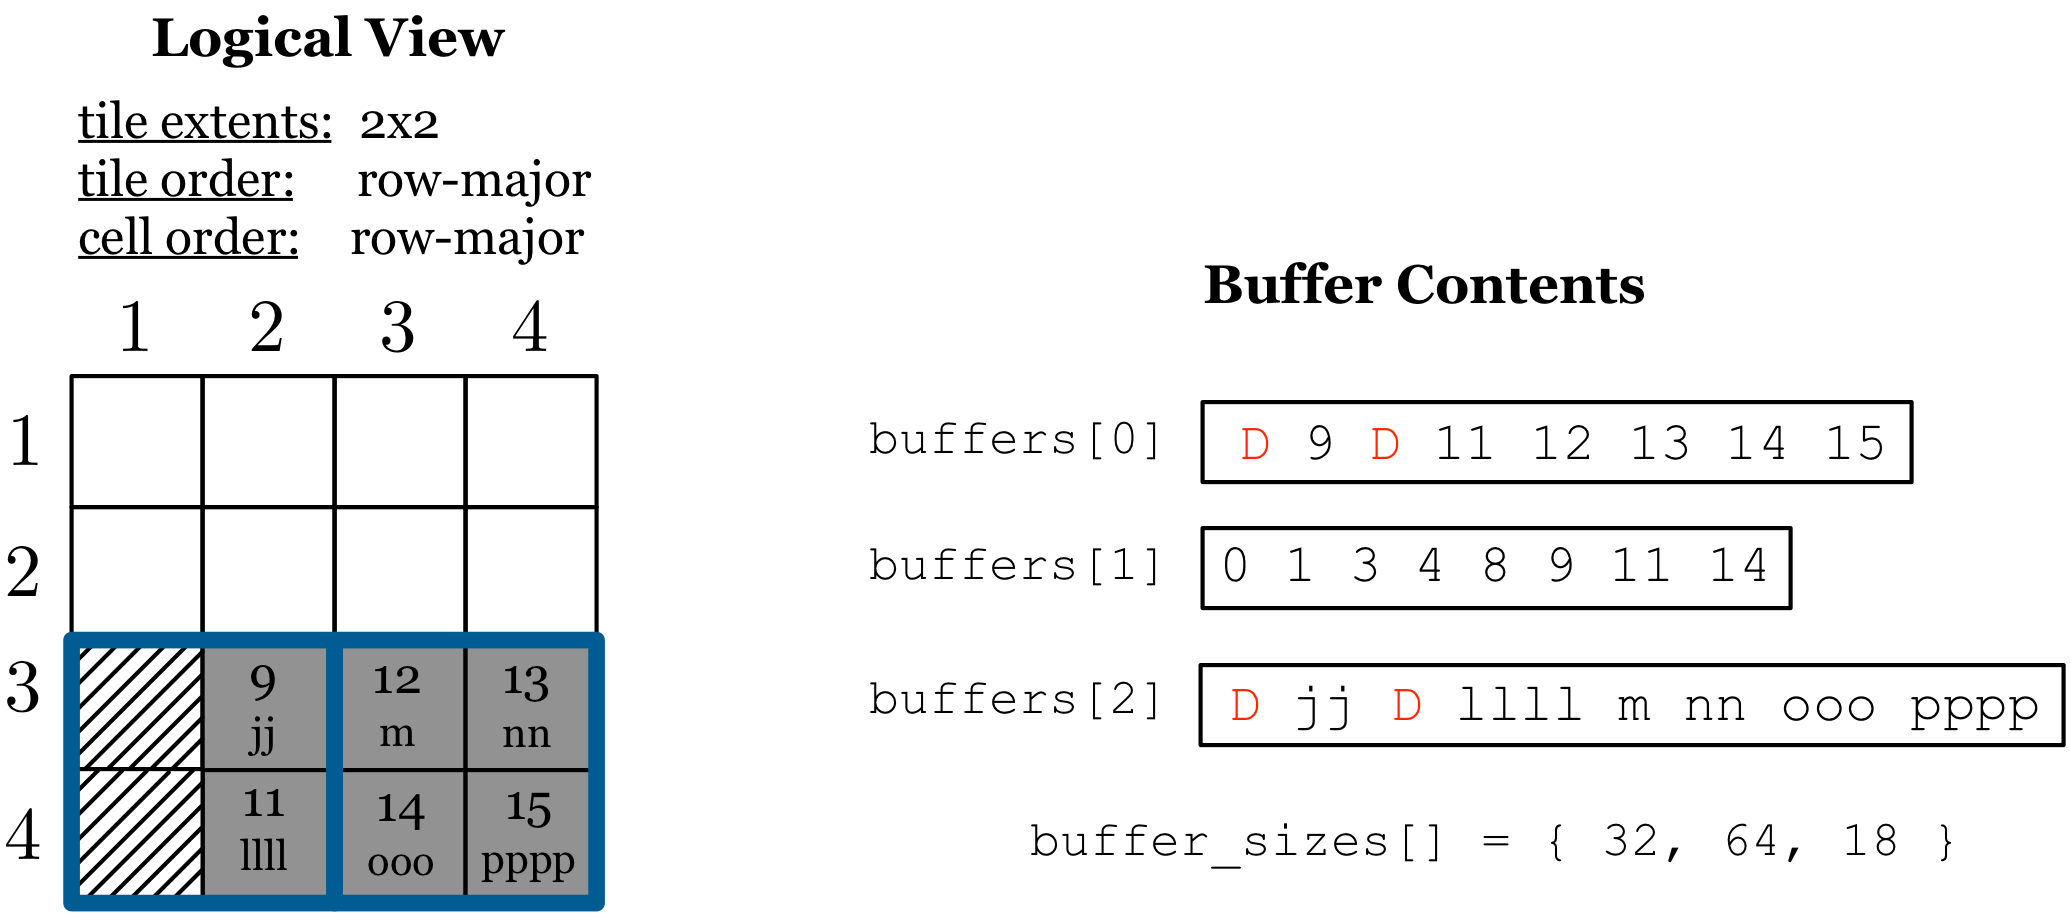 Logical View
tile extents: 2x2
tile order: row-major
cell order: row-major
1 2 3 4
1
2
3
9 12 13
jj m nn
4
11 14 15
llll ooo pppp
Buffer Contents
buffers[0] D 9 D 11 12 13 14 15
buffers[1] 0 1 3 4 8 9 11 14
buffers[2] D jj D llll m nn ooo pppp
buffer_sizes[] = { 32, 64, 18 }